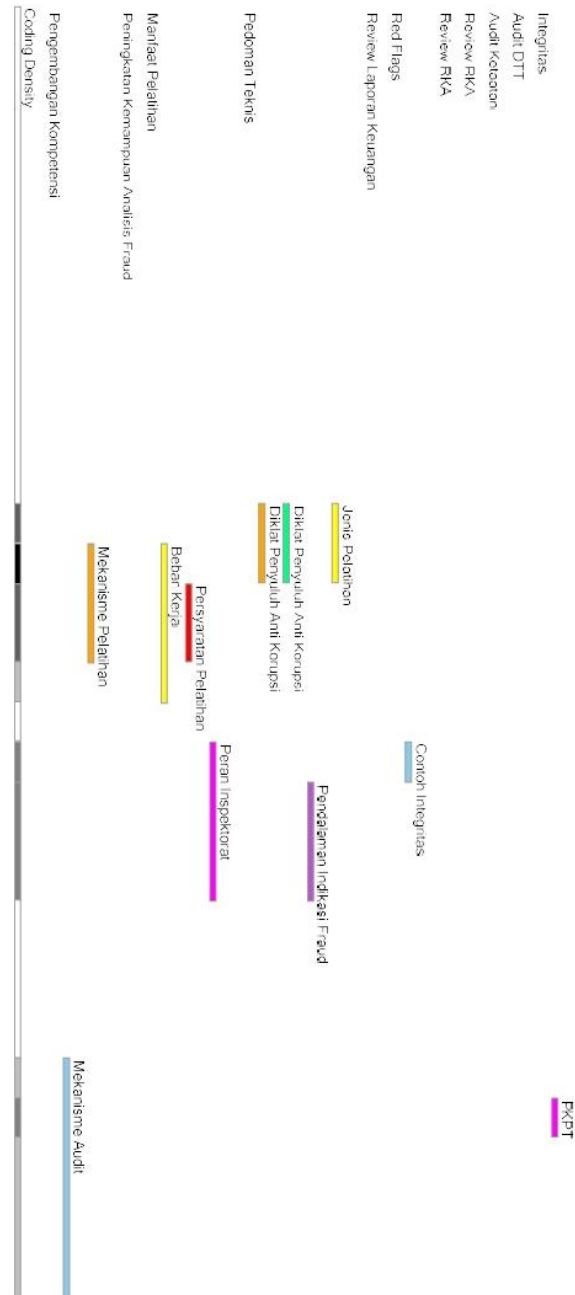 Coding Density
Pengembangan Kompetensi
Mekanisme Audit
Mekanisme Pelatihan
Peningkatan Kemampuan Analisis Fraud
Manfaat Pelatihan
Beban Kerja
Persyaratan Pelatihan
Peran Inspektorat
Pedoman Teknis
Diklat Penyuluh Anti Korupsi
Diklat Penyuluh Anti Korupsi
Pendalaman Indikasi Fraud
Jenis Pelatihan
Review Laporan Keuangan
Red Flags
Contoh Integritas
Review RKA
Review RKA
Audit Ketaatan
Audit DTT
Integritas
PKPT